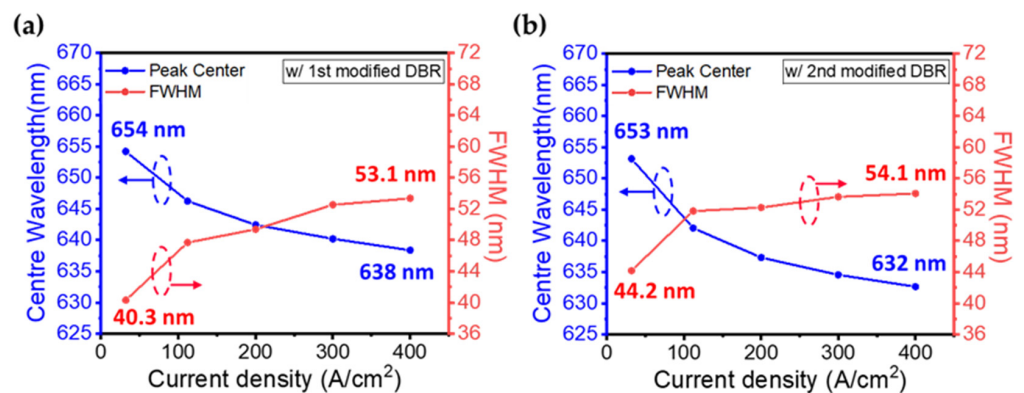 (a)
670
665
660
655
650
645
640
635
630
625
Centre Wavelength(nm)
Peak Center
FWHM
w/ 1st modified DBR
654 nm
53.1 nm
638 nm
40.3 nm
72
68
64
60
56
52
48
44
40
36
FWHM (nm)
0 100 200 300 400
Current density (A/cm²)
(b)
670
665
660
655
650
645
640
635
630
625
Centre Wavelength(nm)
Peak Center
FWHM
w/ 2nd modified DBR
653 nm
54.1 nm
44.2 nm
632 nm
72
68
64
60
56
52
48
44
40
36
FWHM (nm)
0 100 200 300 400
Current density (A/cm²)